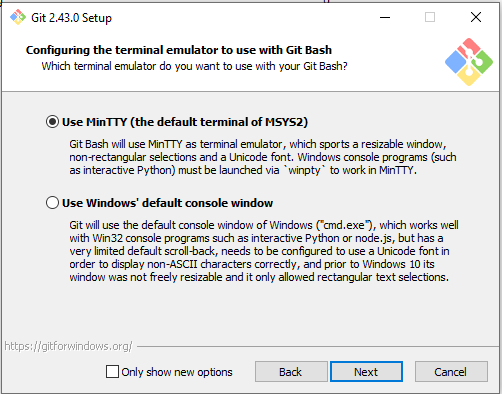 Git 2.43.0 Setup
Configuring the terminal emulator to use with Git Bash
Which terminal emulator do you want to use with your Git Bash?
Use MinTTY (the default terminal of MSYS2)
Git Bash will use MinTTY as terminal emulator, which sports a resizable window,
non-rectangular selections and a Unicode font. Windows console programs (such
as interactive Python) must be launched via `winpty` to work in MinTTY.
Use Windows' default console window
Git will use the default console window of Windows ("cmd.exe"), which works well
with Win32 console programs such as interactive Python or node.js, but has a
very limited default scroll-back, needs to be configured to use a Unicode font in
order to display non-ASCII characters correctly, and prior to Windows 10 its
window was not freely resizable and it only allowed rectangular text selections.
https://gitforwindows.org/
Only show new options
Back
Next
Cancel